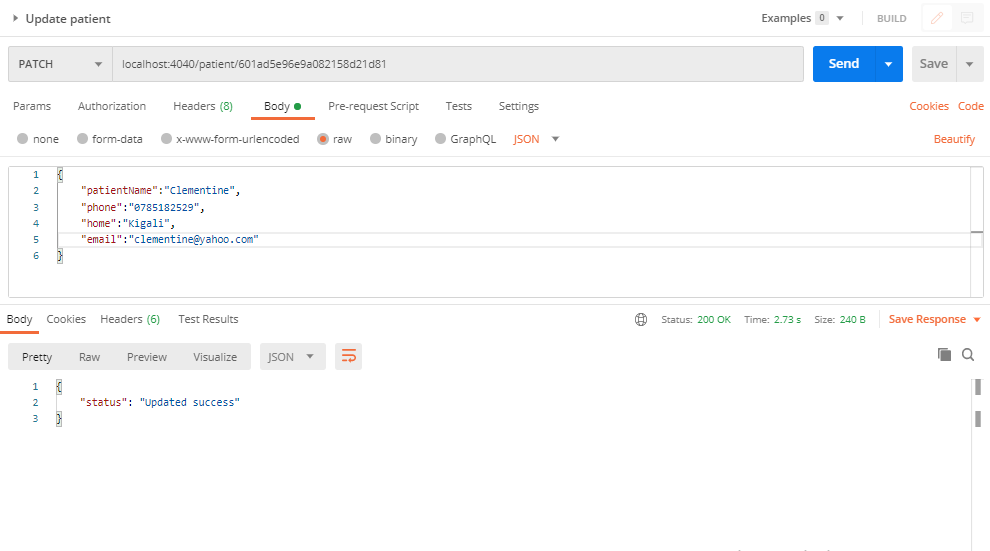 Update patient
Examples 0 BUILD
PATCH localhost:4040/patient/601ad5e96e9a082158d21d81 Send Save
Params Authorization Headers (8) Body Pre-request Script Tests Settings Cookies Code
none form-data x-www-form-urlencoded raw binary GraphQL JSON Beautify
1 {
2 "patientName":"Clementine",
3 "phone":"0785182529",
4 "home":"Kigali",
5 "email":"clementine@yahoo.com"
6 }
Body Cookies Headers (6) Test Results Status: 200 OK Time: 2.73 s Size: 240 B Save Response
Pretty Raw Preview Visualize JSON
1 {
2 "status": "Updated success"
3 }